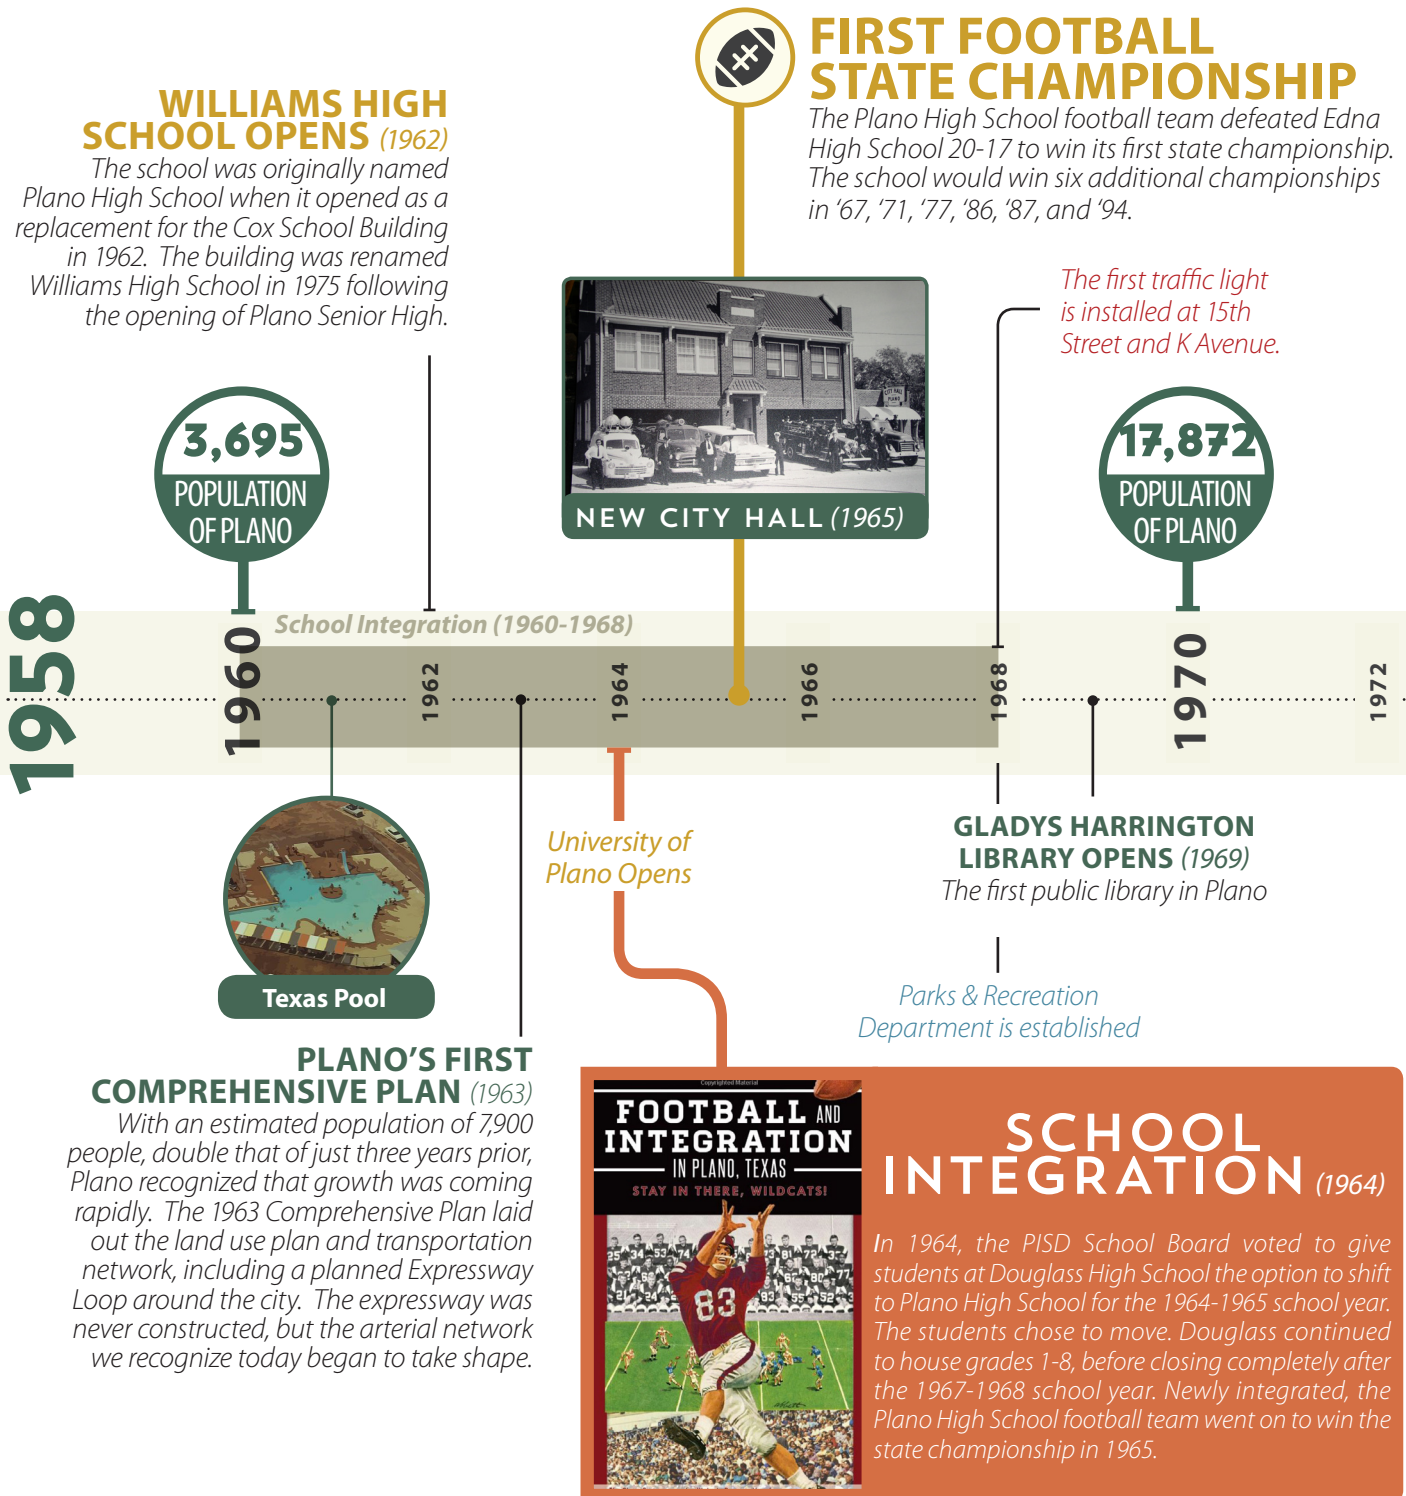 FIRST FOOTBALL
STATE CHAMPIONSHIP
The Plano High School football team defeated Edna
High School 20-17 to win its first state championship.
The school would win six additional championships
in ‘67, ‘71, ‘77, ‘86, ‘87, and ‘94.
WILLIAMS HIGH
SCHOOL OPENS (1962)
The school was originally named
Plano High School when it opened as a
replacement for the Cox School Building
in 1962. The building was renamed
Williams High School in 1975 following
the opening of Plano Senior High.
The first traffic light
is installed at 15th
Street and K Avenue.
3,695
POPULATION
OF PLANO
CITY HALL
PLANO
NEW CITY HALL (1965)
17,872
POPULATION
OF PLANO
1958
School Integration (1960-1968)
1960
1962
1964
1966
1968
1970
1972
Texas Pool
University of
Plano Opens
GLADYS HARRINGTON
LIBRARY OPENS (1969)
The first public library in Plano
Parks & Recreation
Department is established
PLANO’S FIRST
COMPREHENSIVE PLAN (1963)
With an estimated population of 7,900
people, double that of just three years prior,
Plano recognized that growth was coming
rapidly. The 1963 Comprehensive Plan laid
out the land use plan and transportation
network, including a planned Expressway
Loop around the city. The expressway was
never constructed, but the arterial network
we recognize today began to take shape.
Copyrighted Material
FOOTBALL AND
INTEGRATION
IN PLANO, TEXAS
STAY IN THERE, WILDCATS!
83
SCHOOL
INTEGRATION (1964)
In 1964, the PISD School Board voted to give
students at Douglass High School the option to shift
to Plano High School for the 1964-1965 school year.
The students chose to move. Douglass continued
to house grades 1-8, before closing completely after
the 1967-1968 school year. Newly integrated, the
Plano High School football team went on to win the
state championship in 1965.